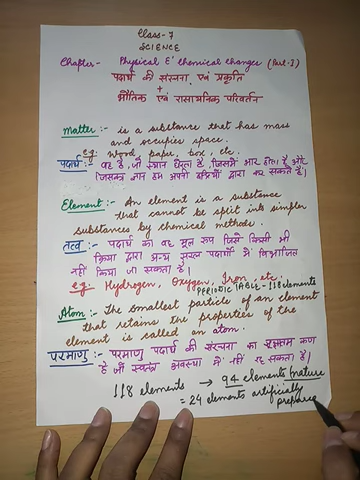 Class-7
SCIENCE
Chapter- Physical & Chemical Changes (Part-I)
पदार्थ की संरचना एवं प्रकृति
+
भौतिक एवं रासायनिक परिवर्तन
Matter:- is a substance that has mass
and occupies space.
eg:- wood, paper, box, etc.
पदार्थ:- वह है, जो स्थान घेरता है, जिसमें भार होता है और
जिसका ज्ञान हम अपनी इन्द्रियों द्वारा कर सकते हैं।
Element:- An element is a substance
that cannot be split into simpler
substances by chemical methods.
तत्व:- पदार्थ का वह मूल रूप जिसे किसी भी
क्रिया द्वारा अन्य सरल पदार्थों में विभाजित
नहीं किया जा सकता है।
eg:- Hydrogen, Oxygen, Iron, etc.
PERIODIC TABLE - 118 elements
Atom:- The smallest particle of an element
that retains the properties of the
element is called an atom.
परमाणु:- परमाणु पदार्थ की संरचना का सूक्ष्मतम कण
है जो स्वतंत्र अवस्था में नहीं रह सकता है।
118 elements → 94 elements (nature
= 24 elements artificially
prepare